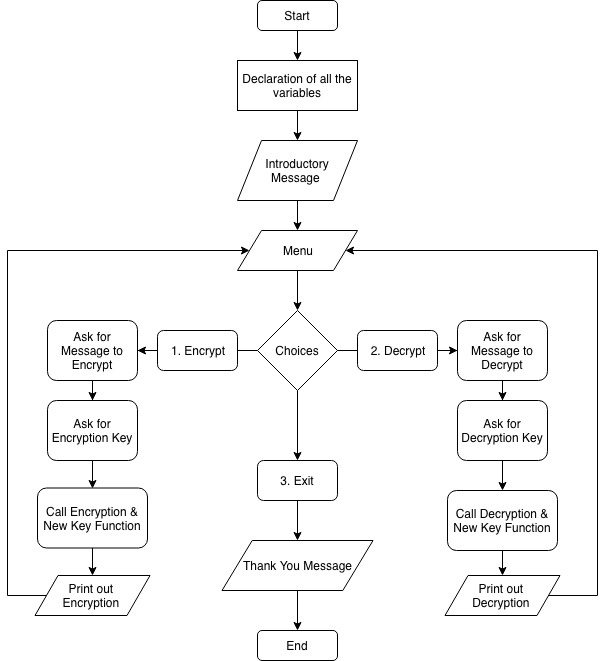 Start
Declaration of all the
variables
Introductory
Message
Menu
Choices
1. Encrypt
Ask for
Message to
Encrypt
Ask for
Encryption Key
Call Encryption &
New Key Function
Print out
Encryption
2. Decrypt
Ask for
Message to
Decrypt
Ask for
Decryption Key
Call Decryption &
New Key Function
Print out
Decryption
3. Exit
Thank You Message
End